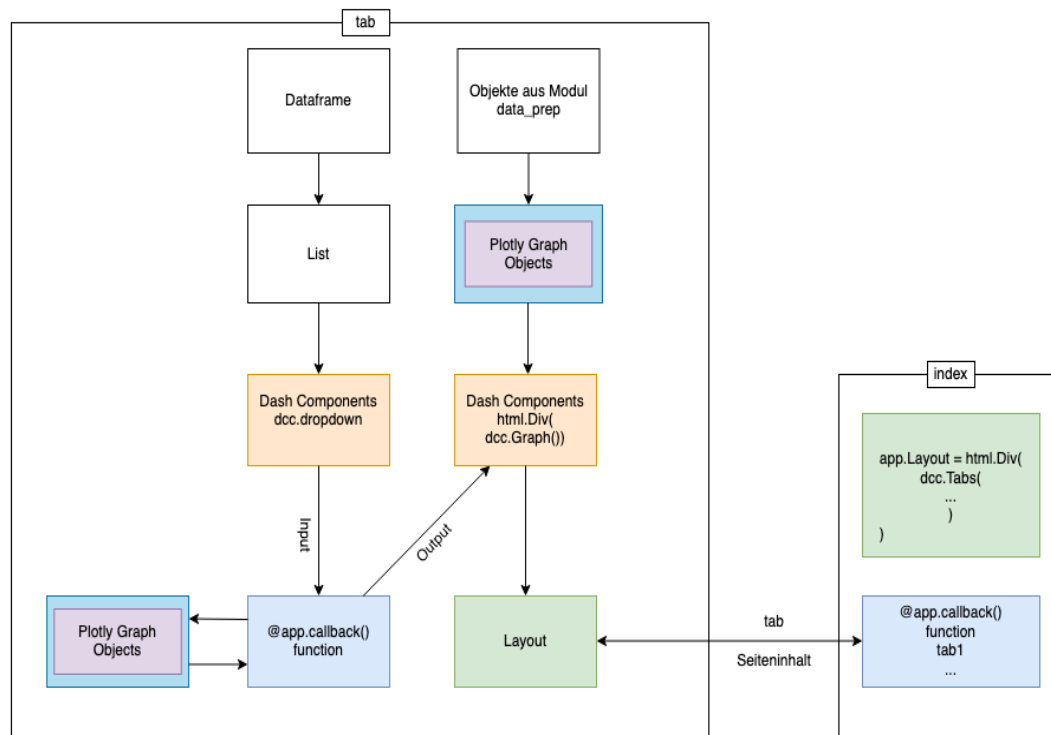 tab
Dataframe
Objekte aus Modul
data_prep
List
Plotly Graph
Objects
Dash Components
dcc.dropdown
Dash Components
html.Div(
dcc.Graph())
Input
Output
Plotly Graph
Objects
@app.callback()
function
Layout
tab
Seiteninhalt
index
app.Layout = html.Div(
dcc.Tabs(
...
)
)
@app.callback()
function
tab1
...